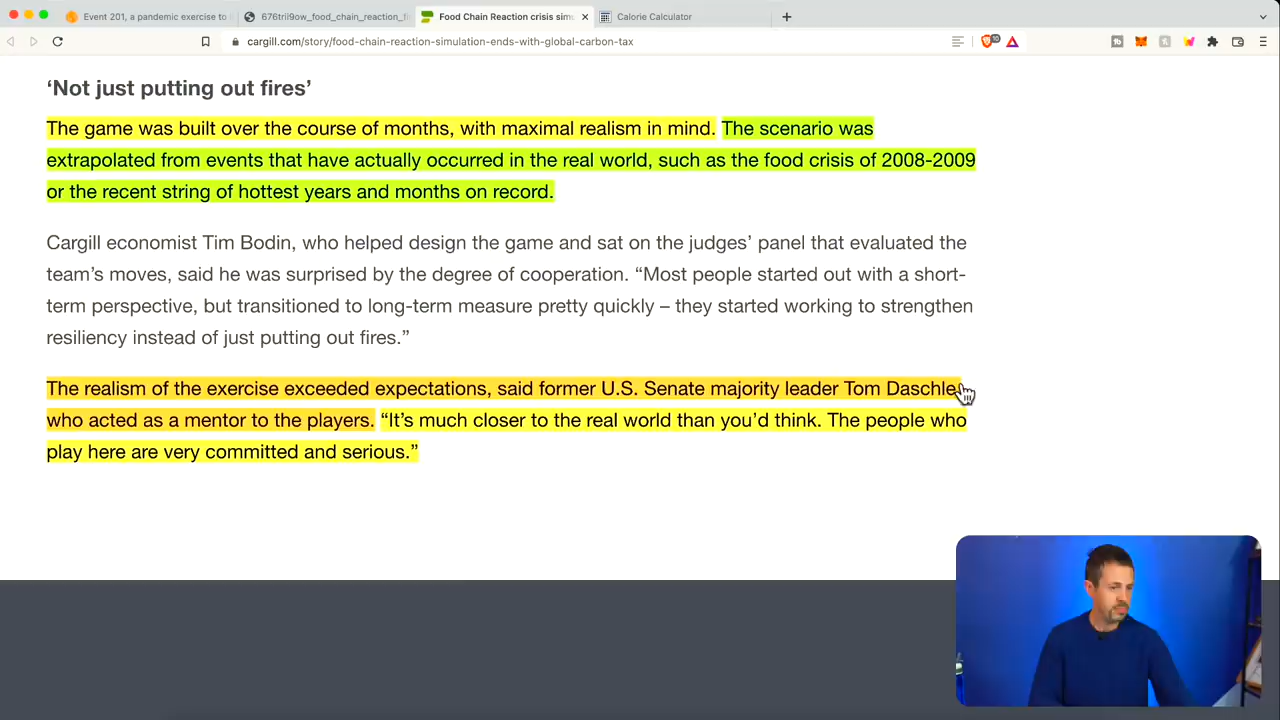 Event 201, a pandemic exercise to
676tril9ow_food_chain_reaction_fi
Food Chain Reaction crisis sim
Calorie Calculator
cargill.com/story/food-chain-reaction-simulation-ends-with-global-carbon-tax
‘Not just putting out fires’
The game was built over the course of months, with maximal realism in mind. The scenario was
extrapolated from events that have actually occurred in the real world, such as the food crisis of 2008-2009
or the recent string of hottest years and months on record.
Cargill economist Tim Bodin, who helped design the game and sat on the judges’ panel that evaluated the
team’s moves, said he was surprised by the degree of cooperation. “Most people started out with a short-
term perspective, but transitioned to long-term measure pretty quickly – they started working to strengthen
resiliency instead of just putting out fires.”
The realism of the exercise exceeded expectations, said former U.S. Senate majority leader Tom Daschle
who acted as a mentor to the players. “It’s much closer to the real world than you’d think. The people who
play here are very committed and serious.”